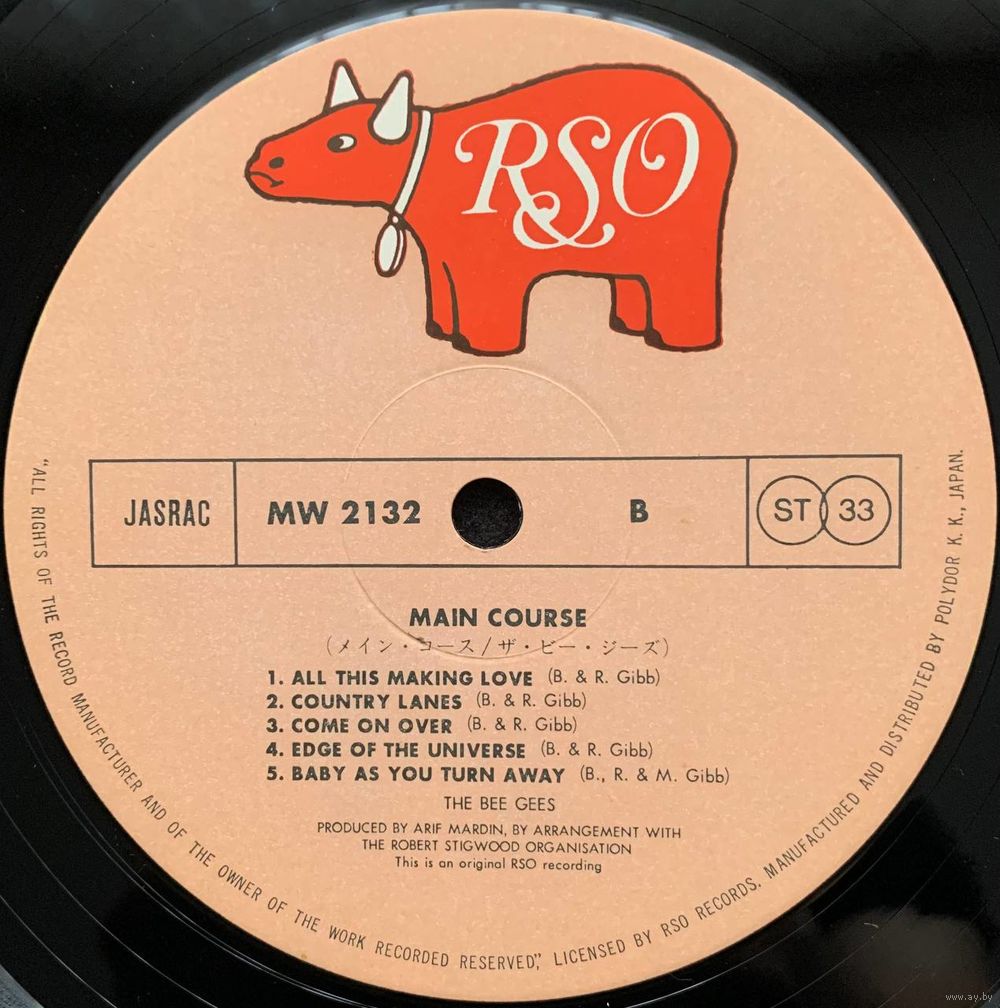 RSO
JASRAC
MW 2132
B
ST 33
MAIN COURSE
(メイン・コース/ザ・ビー・ジーズ)
1. ALL THIS MAKING LOVE (B. & R. Gibb)
2. COUNTRY LANES (B. & R. Gibb)
3. COME ON OVER (B. & R. Gibb)
4. EDGE OF THE UNIVERSE (B. & R. Gibb)
5. BABY AS YOU TURN AWAY (B., R. & M. Gibb)
THE BEE GEES
PRODUCED BY ARIF MARDIN, BY ARRANGEMENT WITH
THE ROBERT STIGWOOD ORGANISATION
This is an original RSO recording
"ALL RIGHTS OF THE RECORD MANUFACTURER AND OF THE OWNER OF THE WORK RECORDED RESERVED", LICENSED BY RSO RECORDS. MANUFACTURED AND DISTRIBUTED BY POLYDOR K. K., JAPAN.
www.ay.by